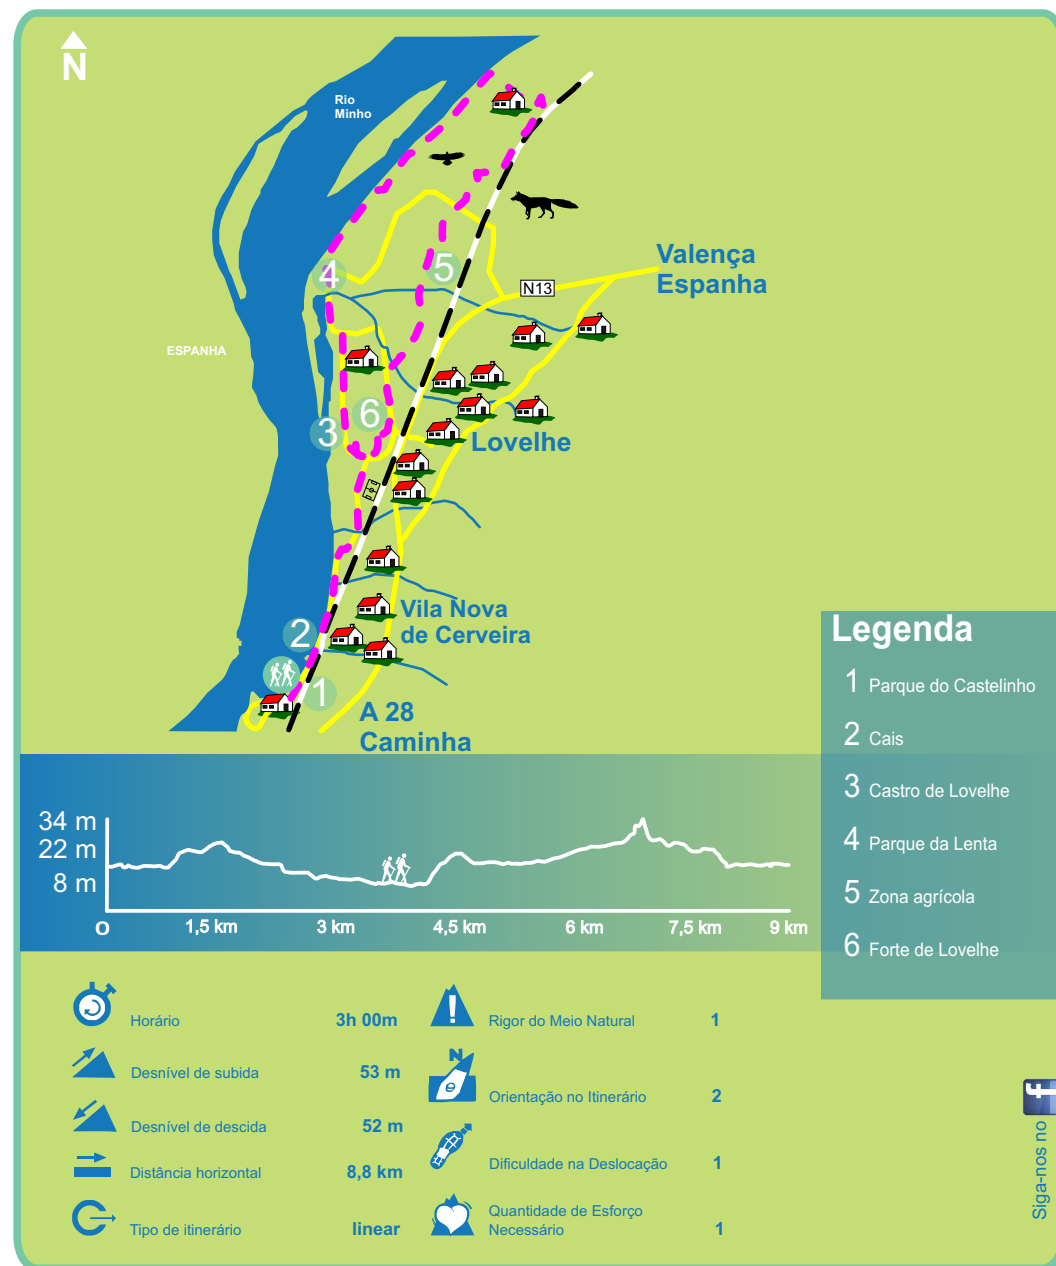 N
Rio
Minho
4
5
Valença
Espanha
N13
ESPANHA
6
3
Lovelhe
Vila Nova
de Cerveira
2
1
A 28
Caminha
Legenda
1 Parque do Castelinho
2 Cais
3 Castro de Lovelhe
4 Parque da Lenta
5 Zona agrícola
6 Forte de Lovelhe
34 m
22 m
8 m
O 1,5 km 3 km 4,5 km 6 km 7,5 km 9 km
Horário 3h 00m
Desnível de subida 53 m
Desnível de descida 52 m
Distância horizontal 8,8 km
Tipo de itinerário linear
! Rigor do Meio Natural 1
N
e
Orientação no Itinerário 2
Dificuldade na Deslocação 1
Quantidade de Esforço
Necessário 1
Siga-nos no f